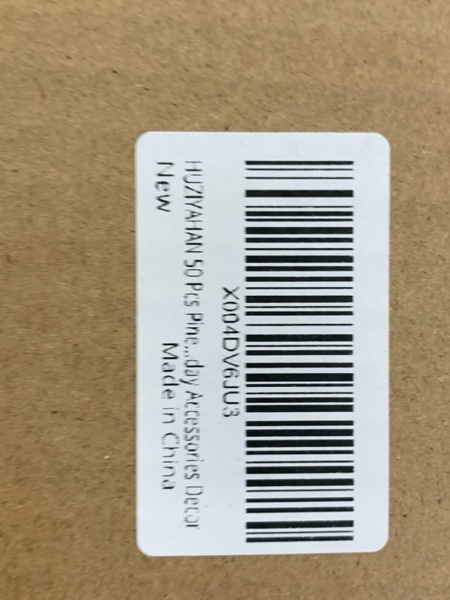 X004DV6JU3
HUZIYAHAN 50 Pcs Pine...day Accessories Decor
New
Made in China